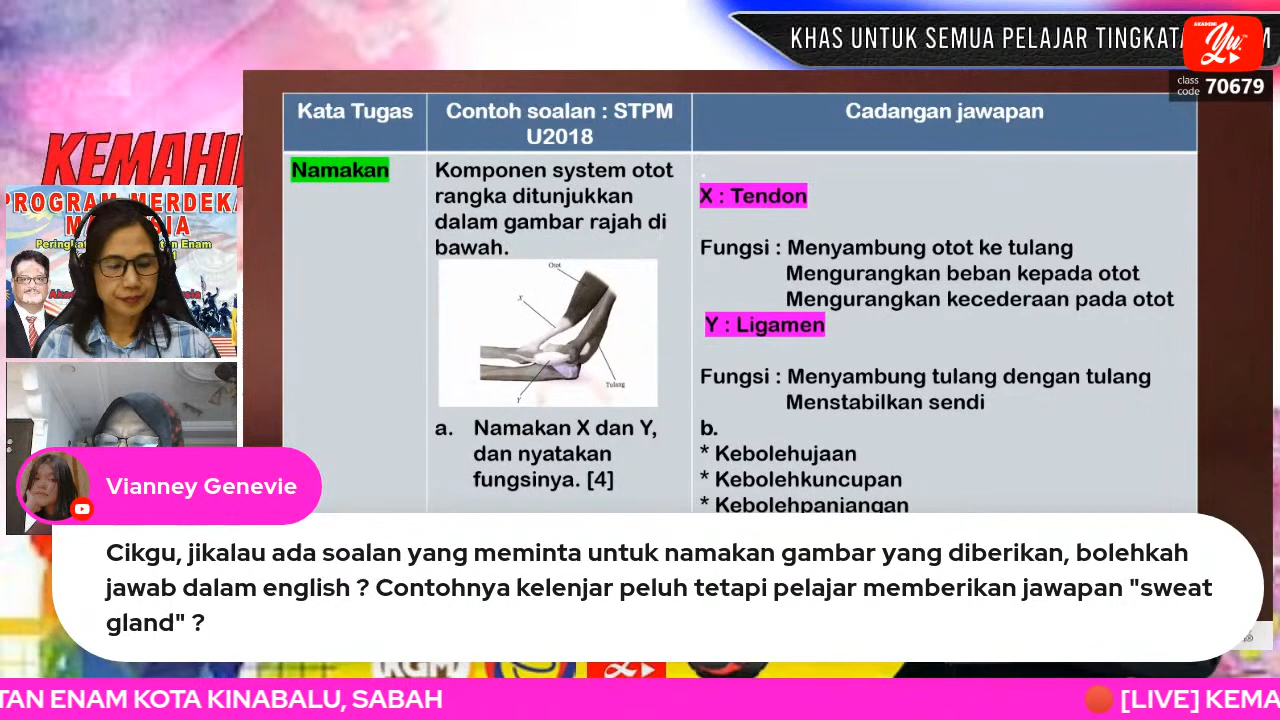 KHAS UNTUK SEMUA PELAJAR TINGKAT
AKADEMI
Yu.
class code 70679
KEMAHI
PROGRAM MERDEKA
Kata Tugas
Contoh soalan : STPM
U2018
Cadangan jawapan
Namakan
Komponen system otot
rangka ditunjukkan
dalam gambar rajah di
bawah.
Otot
X
Tulang
Y
a. Namakan X dan Y,
dan nyatakan
fungsinya. [4]
X : Tendon
Fungsi : Menyambung otot ke tulang
Mengurangkan beban kepada otot
Mengurangkan kecederaan pada otot
Y : Ligamen
Fungsi : Menyambung tulang dengan tulang
Menstabilkan sendi
b.
* Kebolehujaan
* Kebolehkuncupan
* Kebolehpanjangan
Vianney Genevie
Cikgu, jikalau ada soalan yang meminta untuk namakan gambar yang diberikan, bolehkah
jawab dalam english ? Contohnya kelenjar peluh tetapi pelajar memberikan jawapan "sweat
gland" ?
KGM
TAN ENAM KOTA KINABALU, SABAH
[LIVE] KEMA